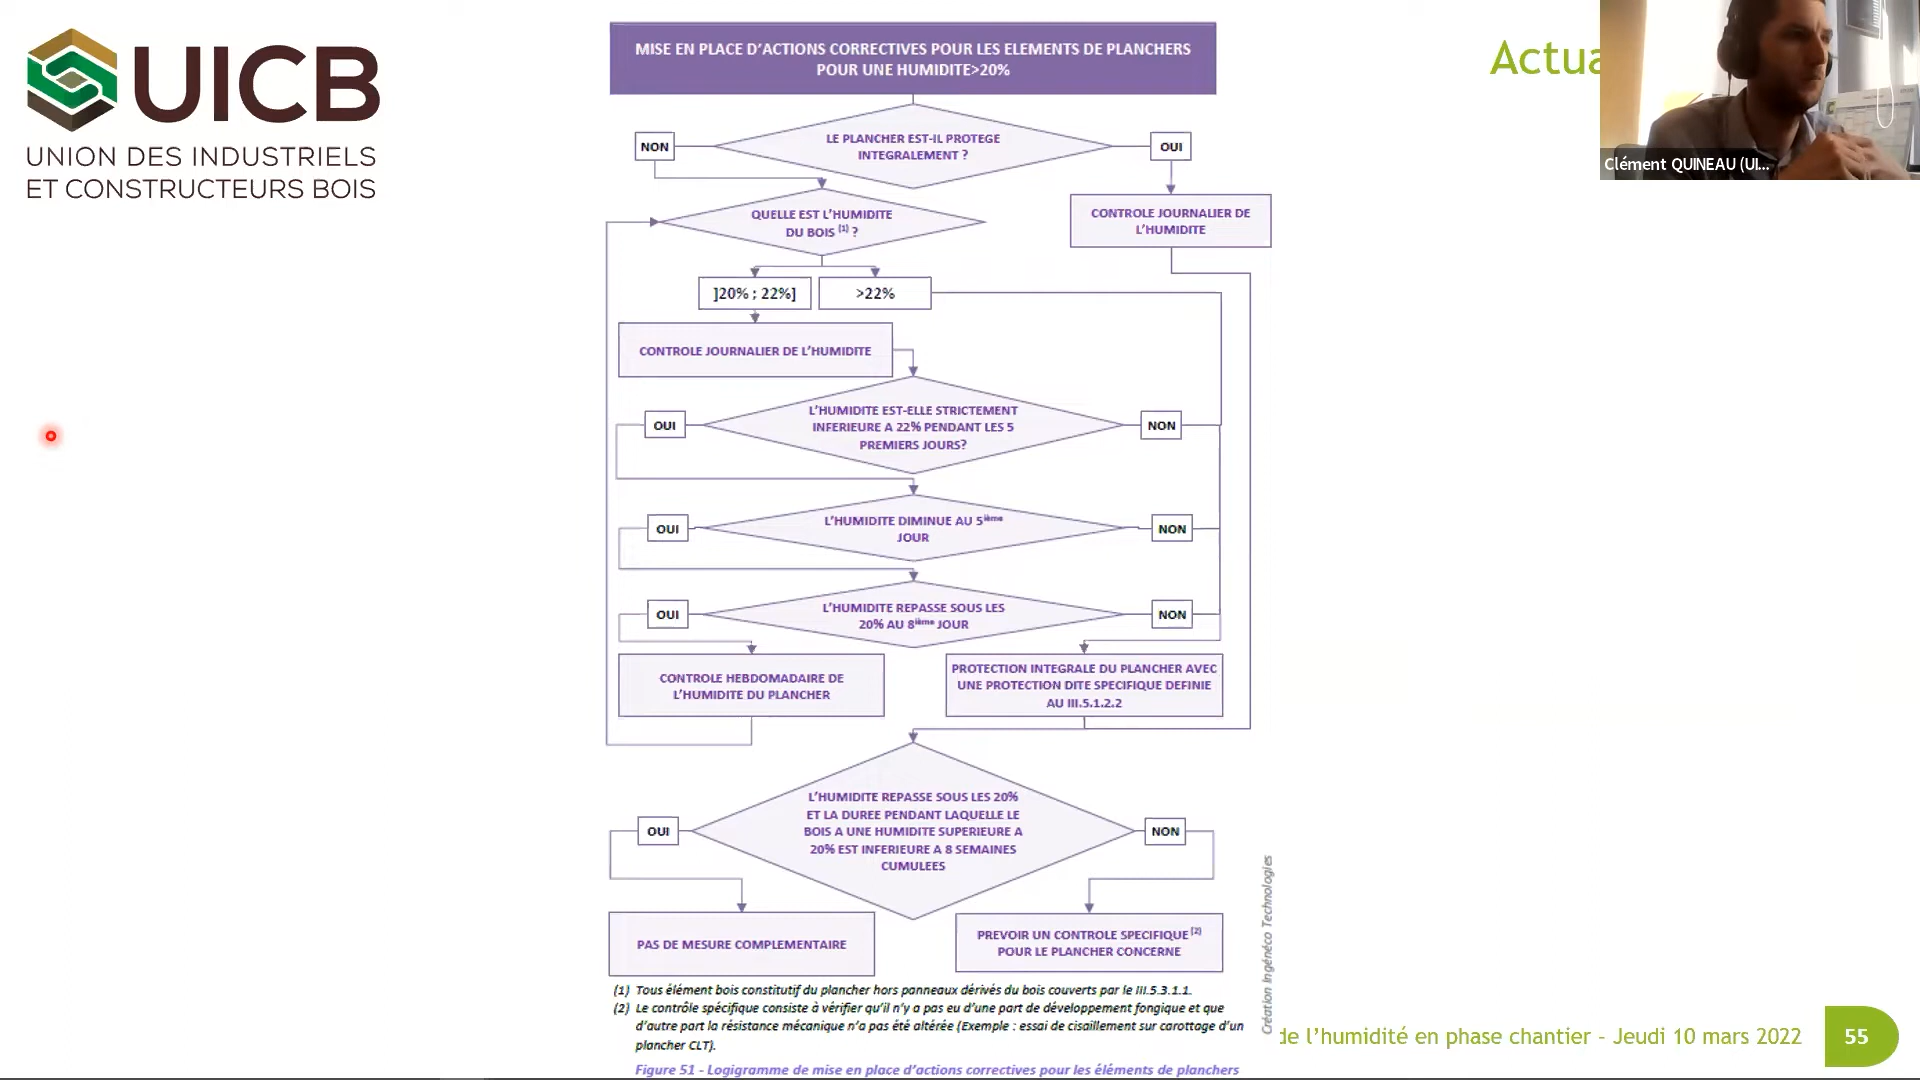 UICB
UNION DES INDUSTRIELS
ET CONSTRUCTEURS BOIS
Actua
Clément QUINEAU (UI...
MISE EN PLACE D'ACTIONS CORRECTIVES POUR LES ELEMENTS DE PLANCHERS
POUR UNE HUMIDITE>20%
LE PLANCHER EST-IL PROTEGE
INTEGRALEMENT ?
NON
OUI
QUELLE EST L'HUMIDITE
DU BOIS (1) ?
CONTROLE JOURNALIER DE
L'HUMIDITE
]20% ; 22%]
>22%
CONTROLE JOURNALIER DE L'HUMIDITE
L'HUMIDITE EST-ELLE STRICTEMENT
INFERIEURE A 22% PENDANT LES 5
PREMIERS JOURS?
OUI
NON
L'HUMIDITE DIMINUE AU 5ième
JOUR
OUI
NON
L'HUMIDITE REPASSE SOUS LES
20% AU 8ième JOUR
OUI
NON
CONTROLE HEBDOMADAIRE DE
L'HUMIDITE DU PLANCHER
PROTECTION INTEGRALE DU PLANCHER AVEC
UNE PROTECTION DITE SPECIFIQUE DEFINIE
AU III.5.1.2.2
L'HUMIDITE REPASSE SOUS LES 20%
ET LA DUREE PENDANT LAQUELLE LE
BOIS A UNE HUMIDITE SUPERIEURE A
20% EST INFERIEURE A 8 SEMAINES
CUMULEES
OUI
NON
PAS DE MESURE COMPLEMENTAIRE
PREVOIR UN CONTROLE SPECIFIQUE (2)
POUR LE PLANCHER CONCERNE
Création Ingénéco Technologies
(1) Tous élément bois constitutif du plancher hors panneaux dérivés du bois couverts par le III.5.3.1.1.
(2) Le contrôle spécifique consiste à vérifier qu'il n'y a pas eu d'une part de développement fongique et que
d'autre part la résistance mécanique n'a pas été altérée (Exemple : essai de cisaillement sur carottage d'un
plancher CLT).
Figure 51 - Logigramme de mise en place d'actions correctives pour les éléments de planchers
de l'humidité en phase chantier - Jeudi 10 mars 2022
55